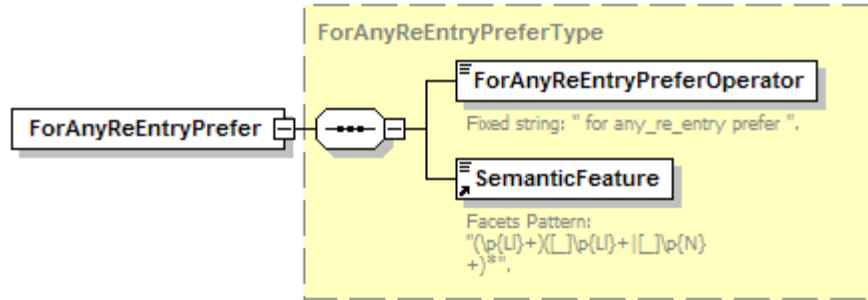 ForAnyReEntryPreferType
ForAnyReEntryPreferOperator
ForAnyReEntryPrefer
Fixed string: " for any_re_entry prefer ".
SemanticFeature
Facets Pattern:
"(\p{Ll}+)([_]\p{Ll}+|[_]\p{N}
+)*".